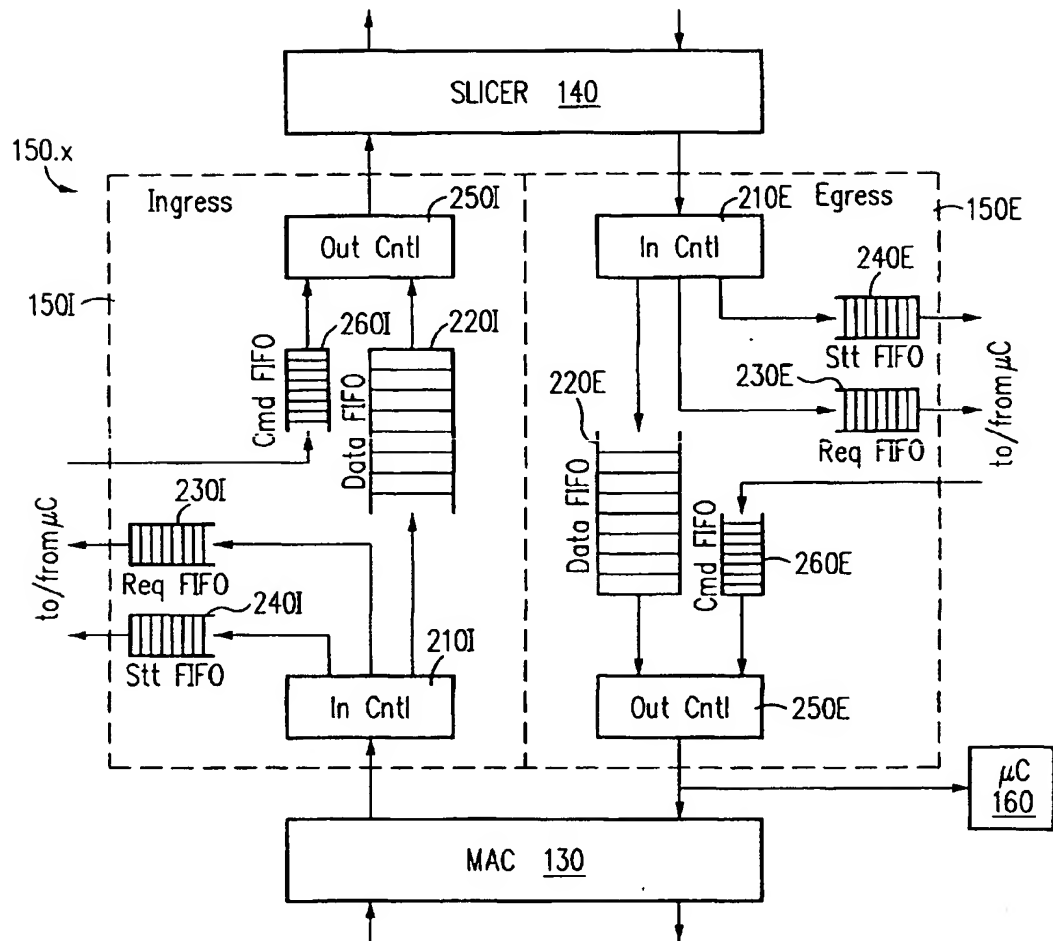 SLICER 140
150.x
Ingress
250I
Out Cntl
210E
In Cntl
Egress
150E
150I
260I
220I
Cmd FIFO
Data FIFO
240E
Stt FIFO
230E
Req FIFO
to/from μC
220E
Data FIFO
Cmd FIFO
260E
230I
Req FIFO
to/from μC
240I
Stt FIFO
210I
In Cntl
Out Cntl
250E
μC
160
MAC 130